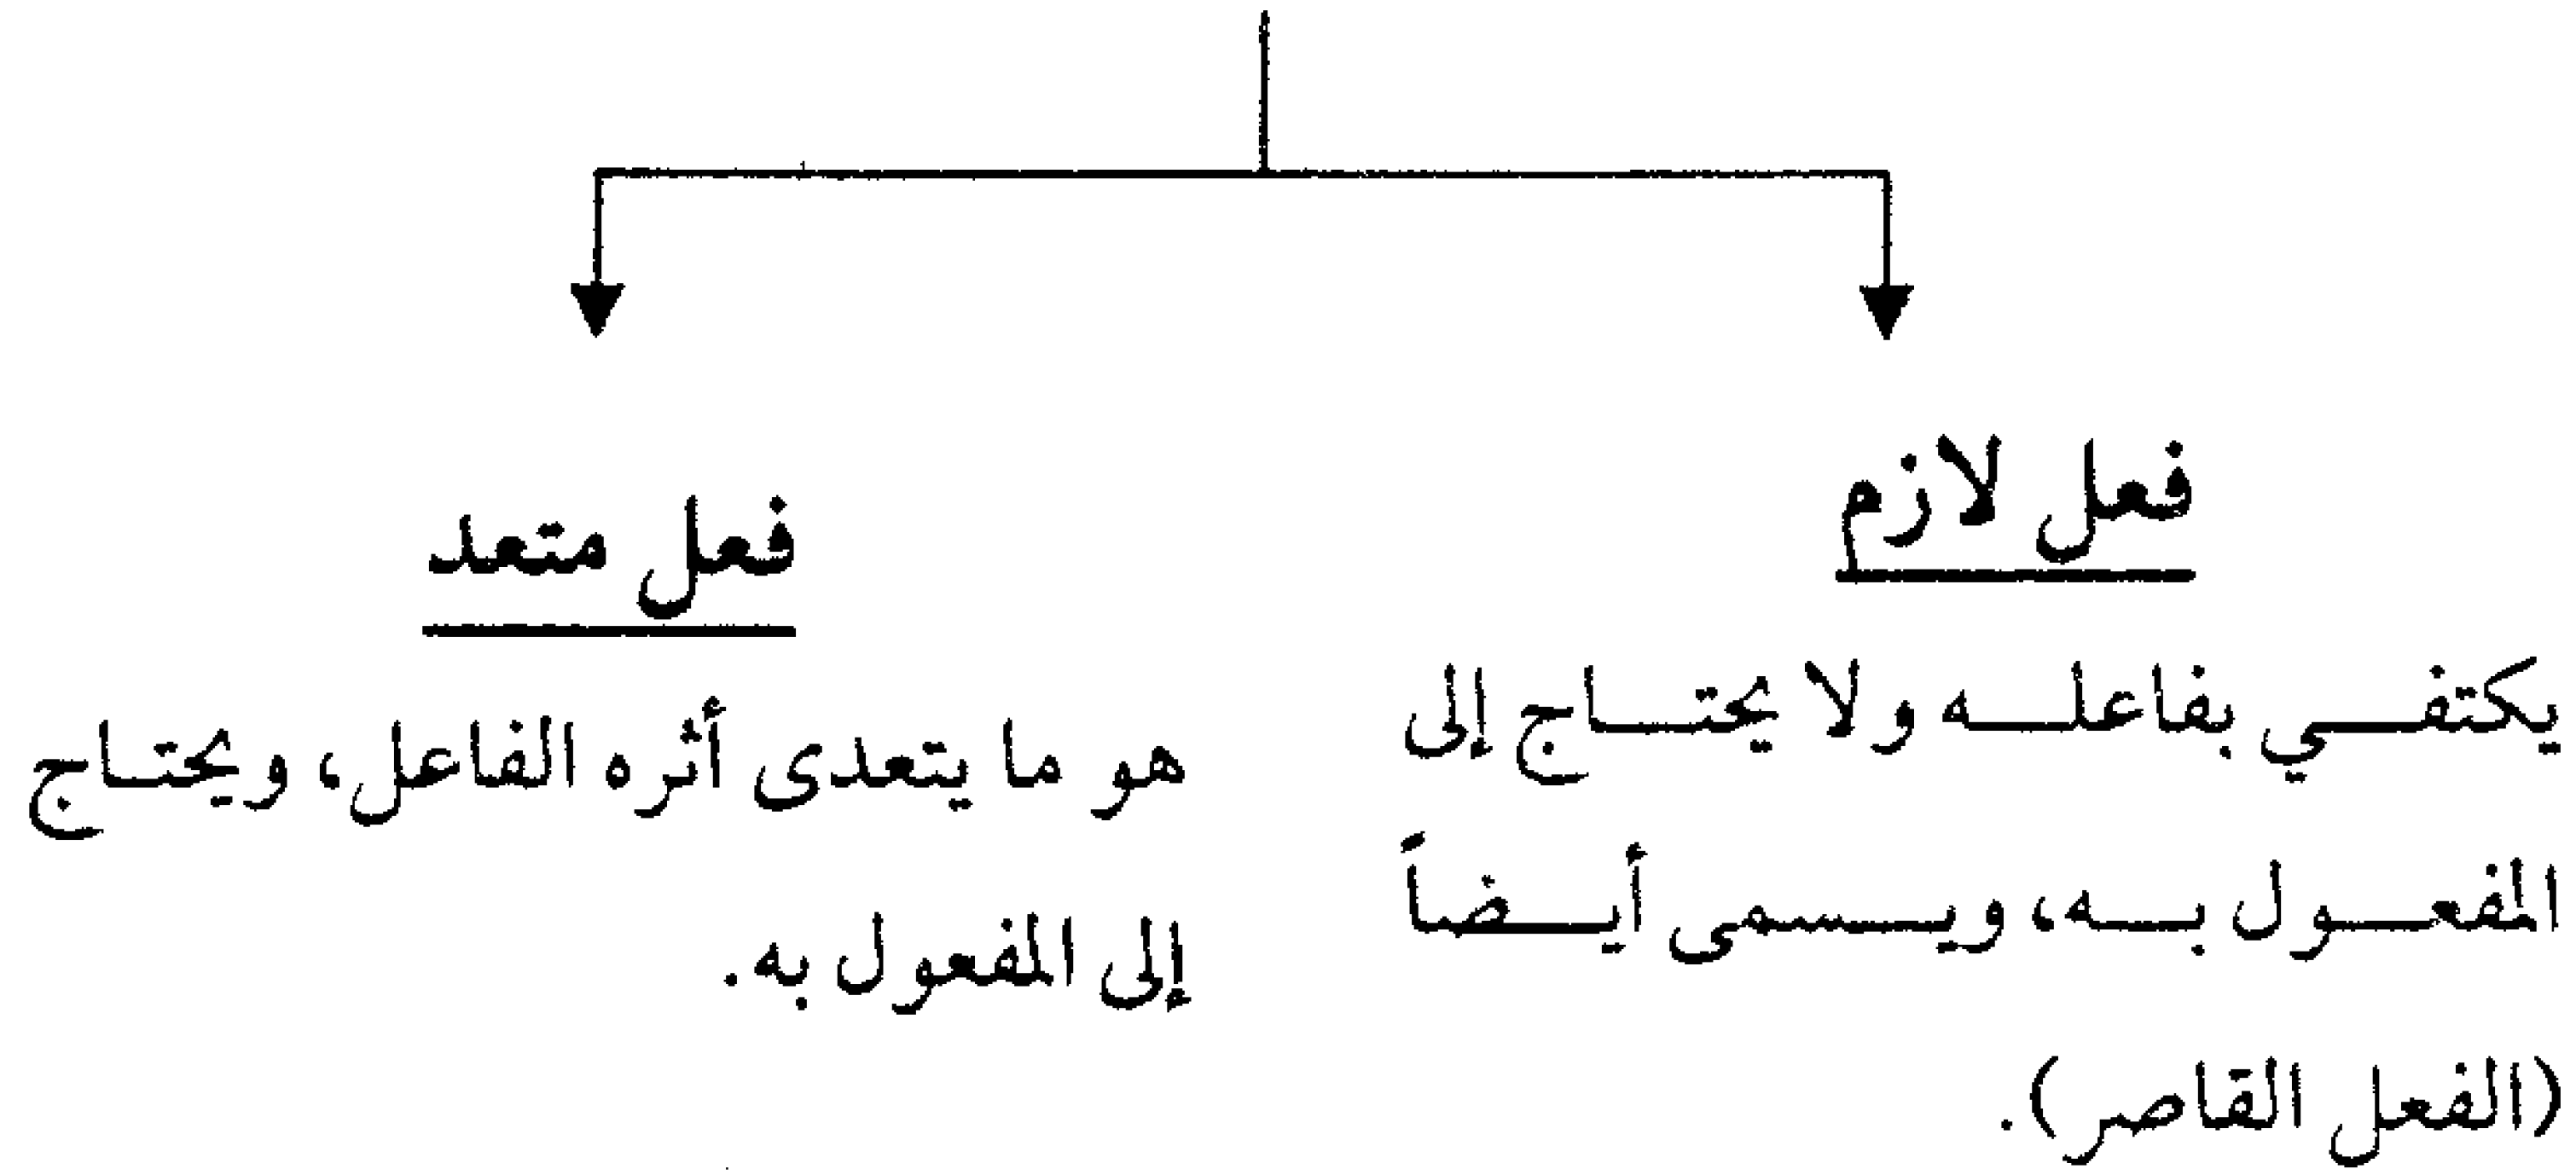 فعل لازم
يكتفي بفاعله ولا يحتاج إلى
المفعول به، ويسمى أيضاً
(الفعل القاصر).
فعل متعد
هو ما يتعدى أثره الفاعل، ويحتاج
إلى المفعول به.